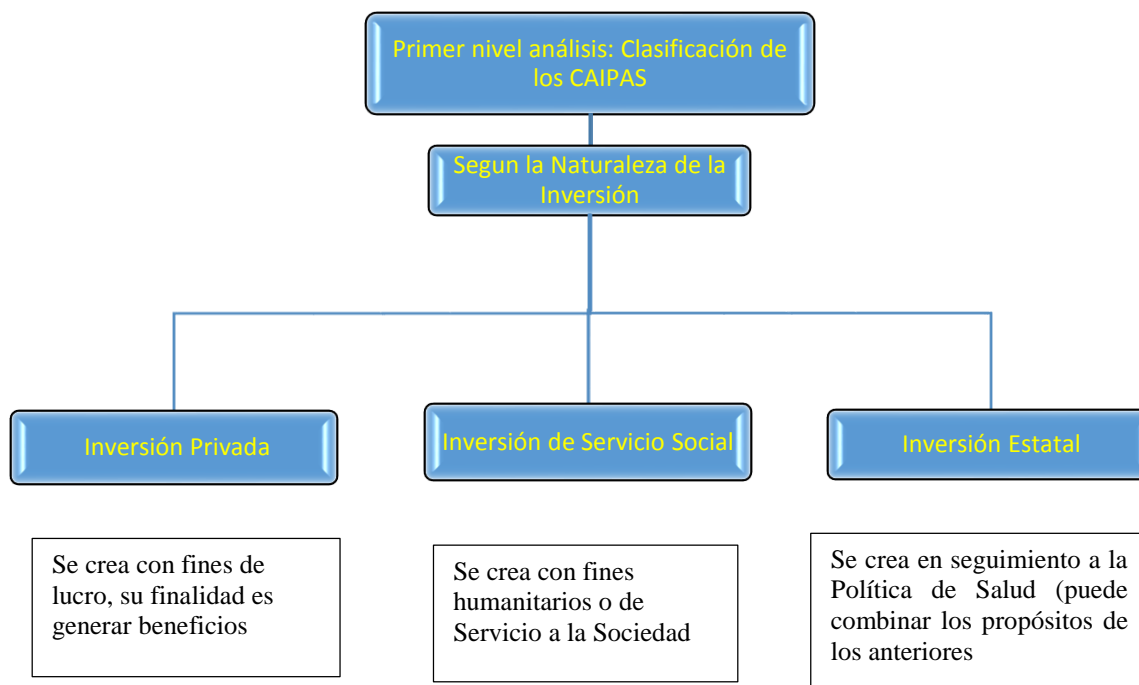 Primer nivel análisis: Clasificación de
los CAIPAS
Segun la Naturaleza de la
Inversión
Inversión Privada
Inversión de Servicio Social
Inversión Estatal
Se crea con fines de
lucro, su finalidad es
generar beneficios
Se crea con fines
humanitarios o de
Servicio a la Sociedad
Se crea en seguimiento a la
Política de Salud (puede
combinar los propósitos de
los anteriores